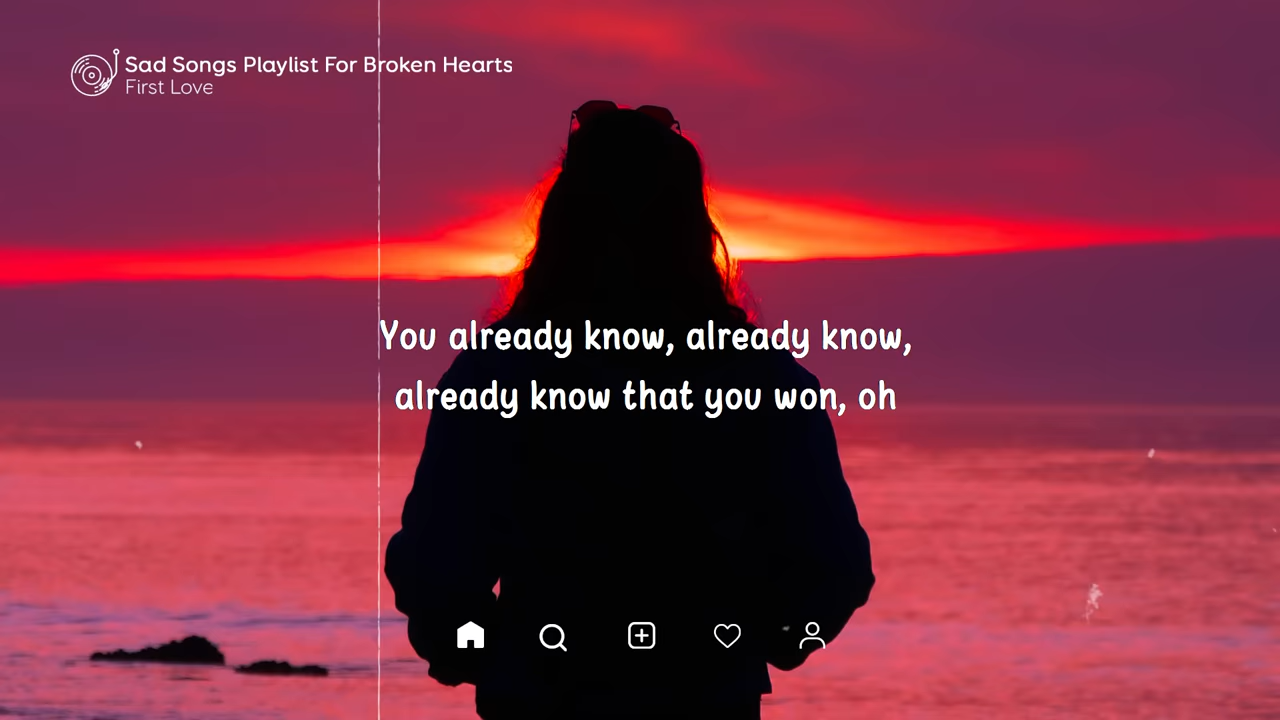 Sad Songs Playlist For Broken Hearts
First Love
You already know, already know,
already know that you won, oh